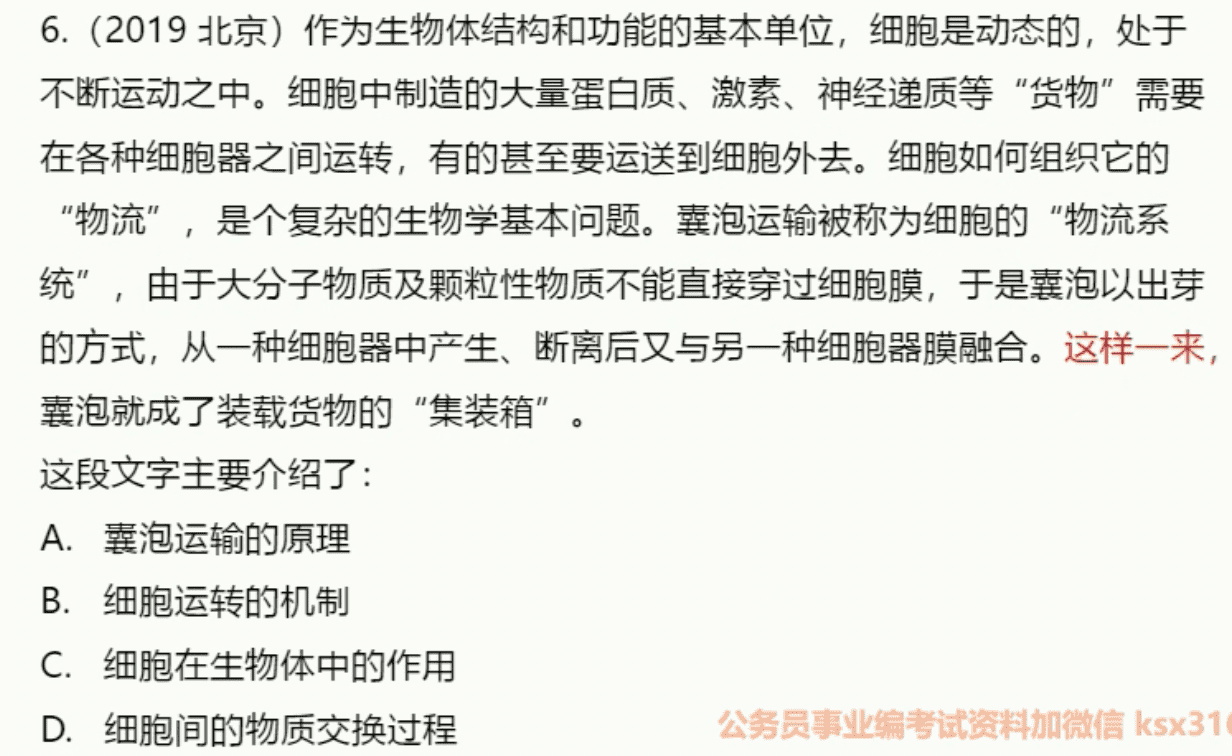 6.（2019 北京）作为生物体结构和功能的基本单位，细胞是动态的，处于
不断运动之中。细胞中制造的大量蛋白质、激素、神经递质等“货物”需要
在各种细胞器之间运转，有的甚至要运送到细胞外去。细胞如何组织它的
“物流”，是个复杂的生物学基本问题。囊泡运输被称为细胞的“物流系
统”，由于大分子物质及颗粒性物质不能直接穿过细胞膜，于是囊泡以出芽
的方式，从一种细胞器中产生、断离后又与另一种细胞器膜融合。这样一来，
囊泡就成了装载货物的“集装箱”。
这段文字主要介绍了：
A. 囊泡运输的原理
B. 细胞运转的机制
C. 细胞在生物体中的作用
D. 细胞间的物质交换过程
公务员事业编考试资料加微信 ksx31